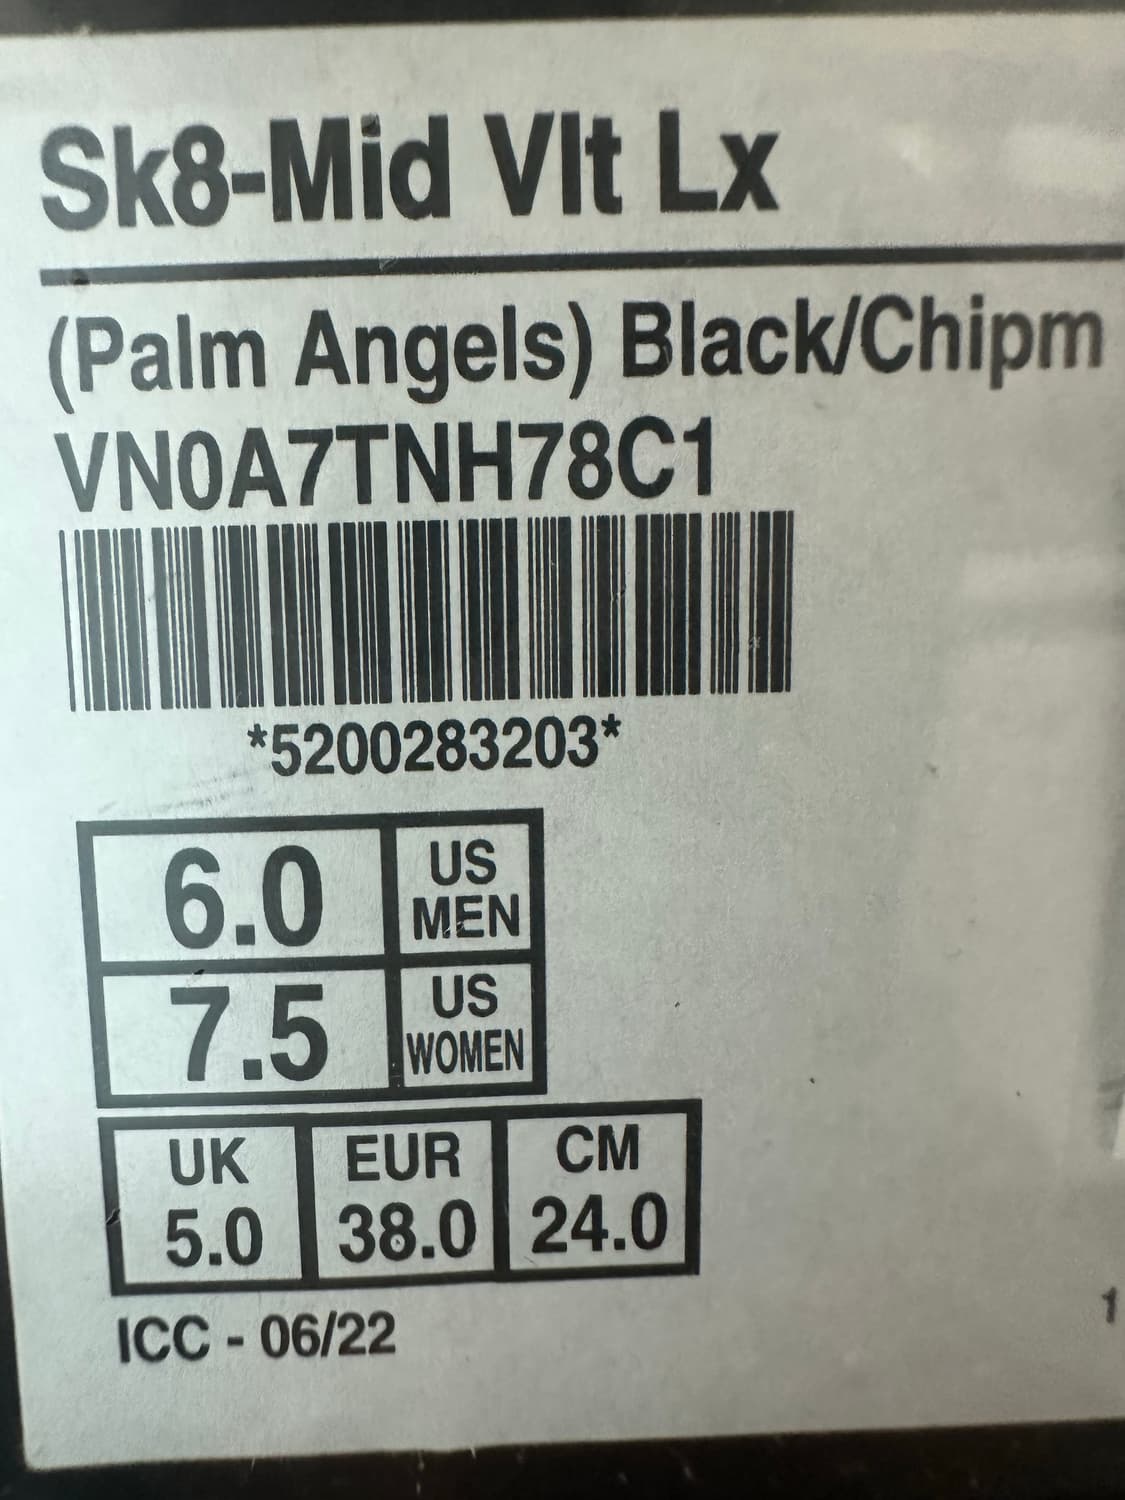 Sk8-Mid Vlt Lx
(Palm Angels) Black/Chipm
VN0A7TNH78C1
*5200283203*
6.0 US MEN
7.5 US WOMEN
UK EUR CM
5.0 38.0 24.0
ICC - 06/22
1